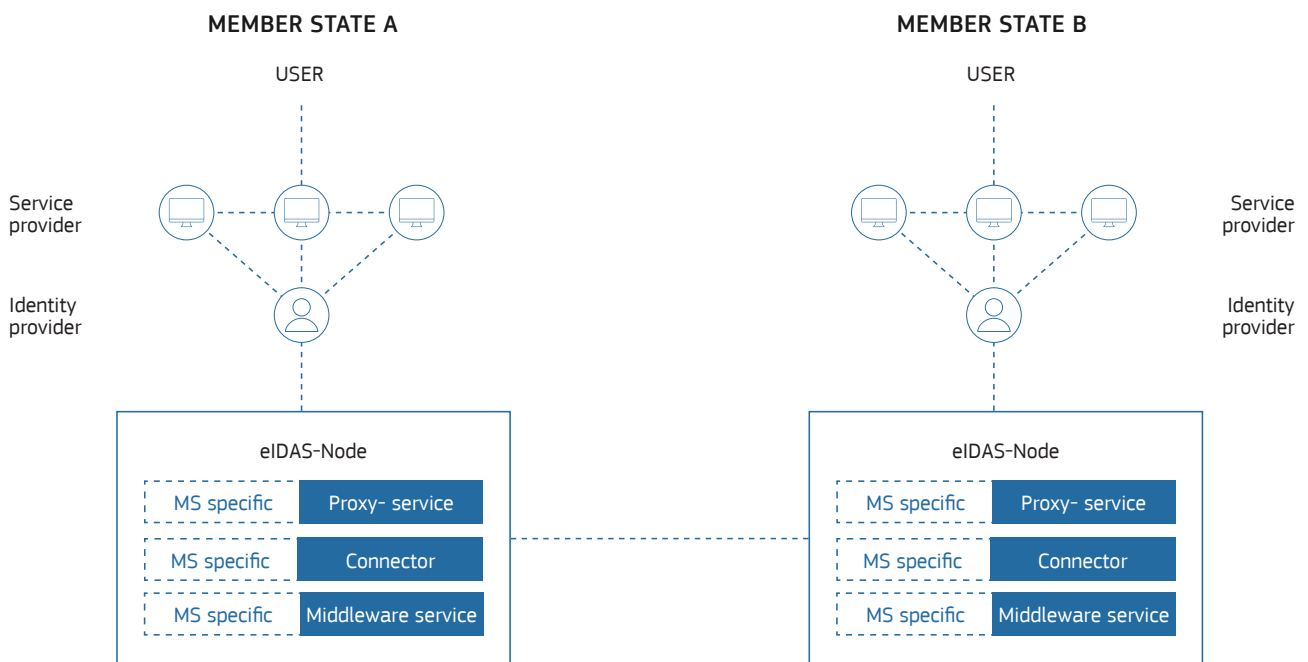 MEMBER STATE A
MEMBER STATE B
USER
USER
Service
provider
Service
provider
Identity
provider
Identity
provider
eIDAS-Node
MS specific Proxy- service
MS specific Connector
MS specific Middleware service
eIDAS-Node
MS specific Proxy- service
MS specific Connector
MS specific Middleware service